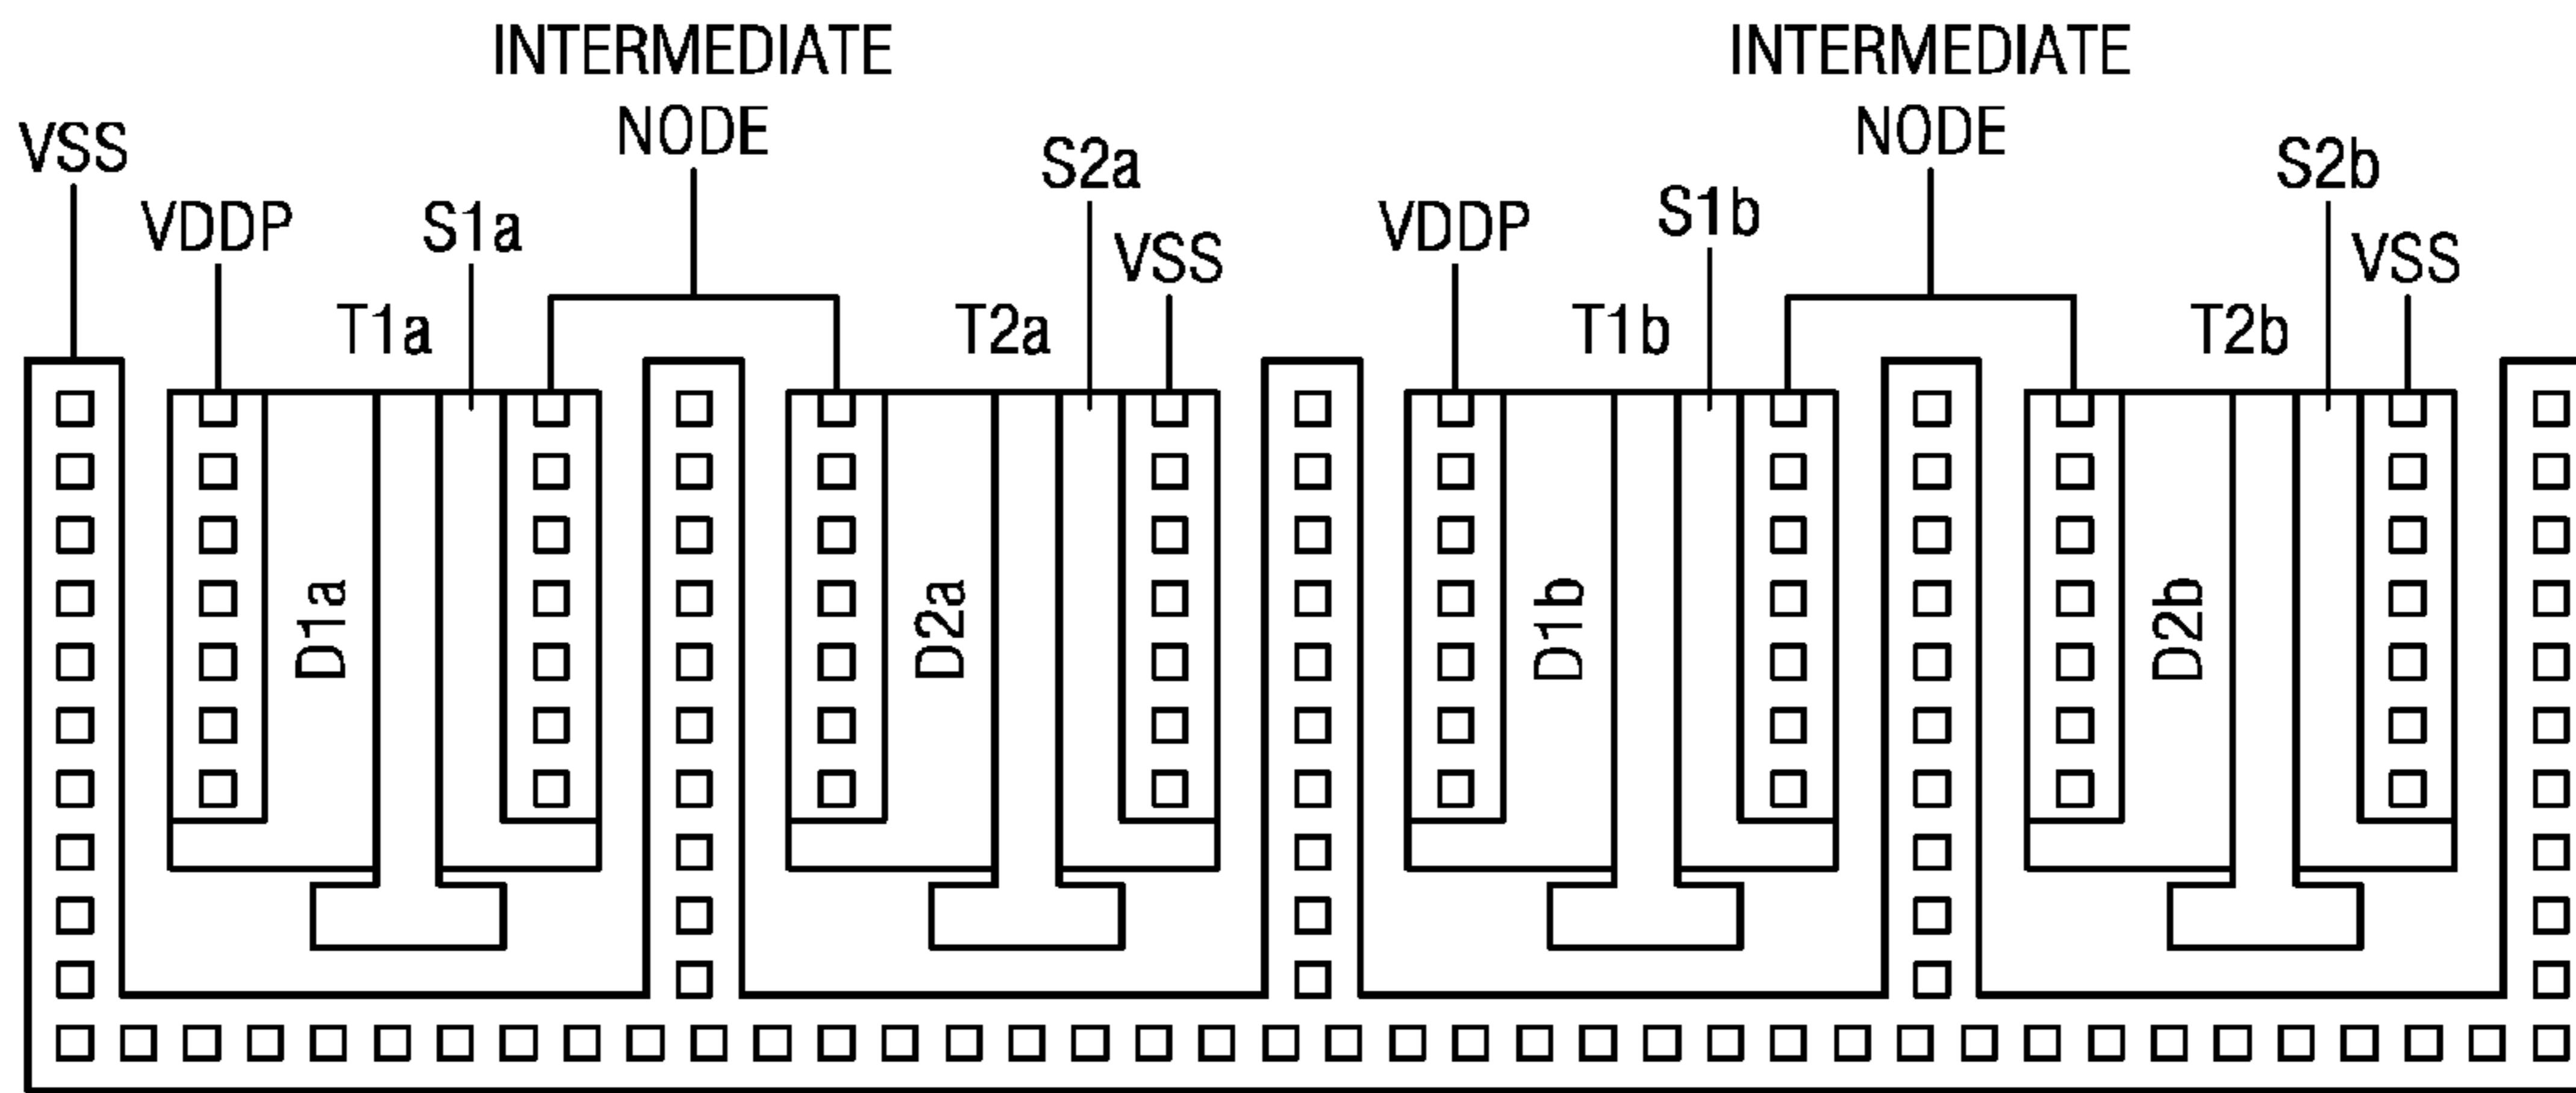 INTERMEDIATE
NODE
INTERMEDIATE
NODE
VSS
VDDP
S1a
S2a
VSS
VDDP
S1b
S2b
VSS
T1a
T2a
T1b
T2b
D1a
D2a
D1b
D2b